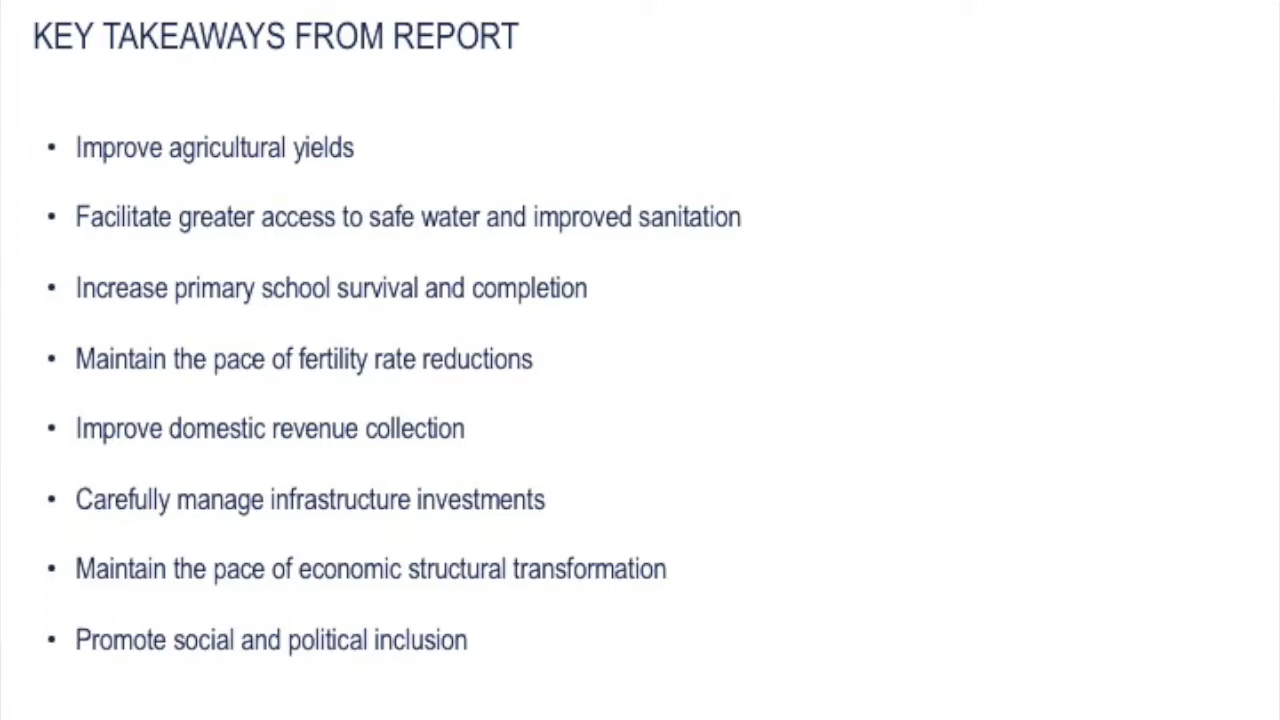 KEY TAKEAWAYS FROM REPORT
• Improve agricultural yields
• Facilitate greater access to safe water and improved sanitation
• Increase primary school survival and completion
• Maintain the pace of fertility rate reductions
• Improve domestic revenue collection
• Carefully manage infrastructure investments
• Maintain the pace of economic structural transformation
• Promote social and political inclusion